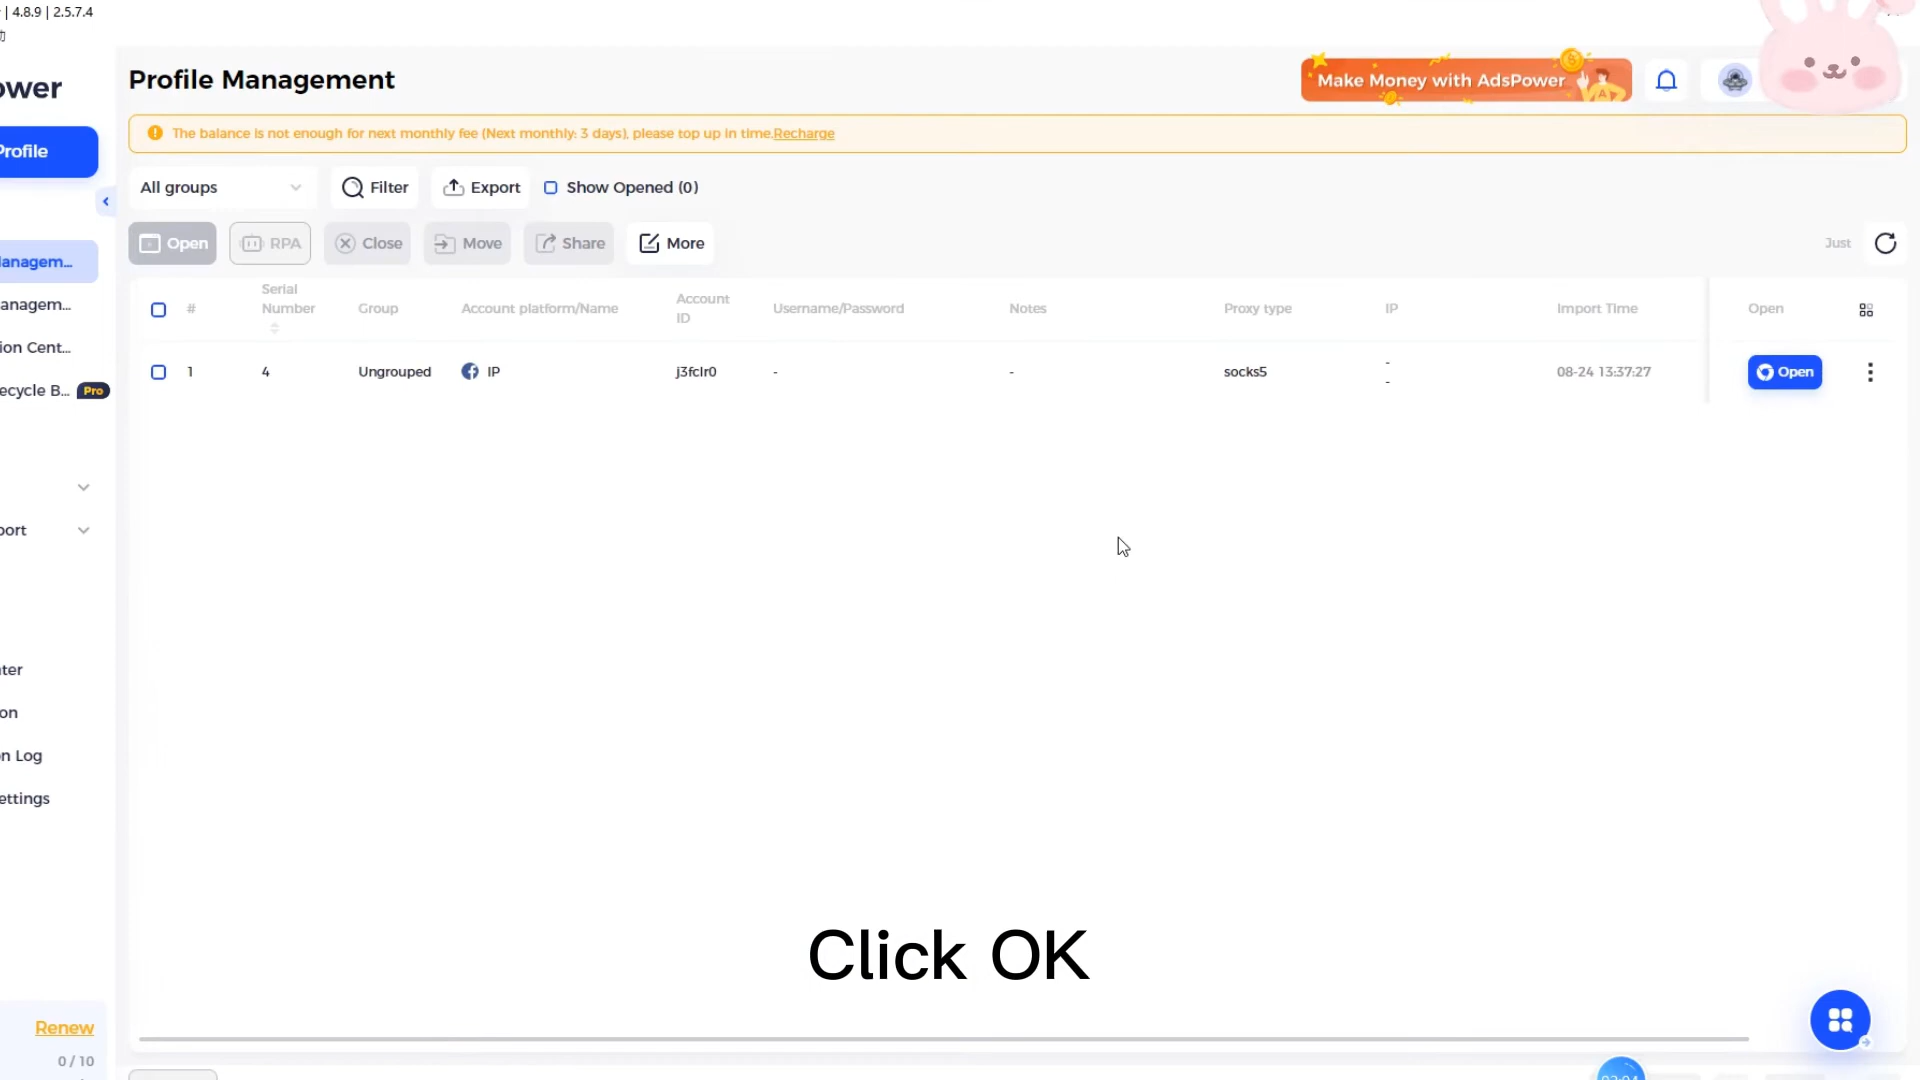 | 4.8.9 | 2.5.7.4
ower
Profile Management
Make Money with AdsPower
Profile
The balance is not enough for next monthly fee (Next monthly: 3 days), please top up in time.Recharge
All groups
Filter
Export
Show Opened (0)
Open
RPA
Close
Move
Share
More
Just
anagem...
anagem...
ion Cent...
ecycle B...
Pro
port
ter
on
n Log
ettings
Renew
0 / 10
#
Serial
Number
Group
Account platform/Name
Account
ID
Username/Password
Notes
Proxy type
IP
Import Time
Open
1
4
Ungrouped
IP
j3fclr0
-
-
socks5
-
-
08-24 13:37:27
Open
Click OK